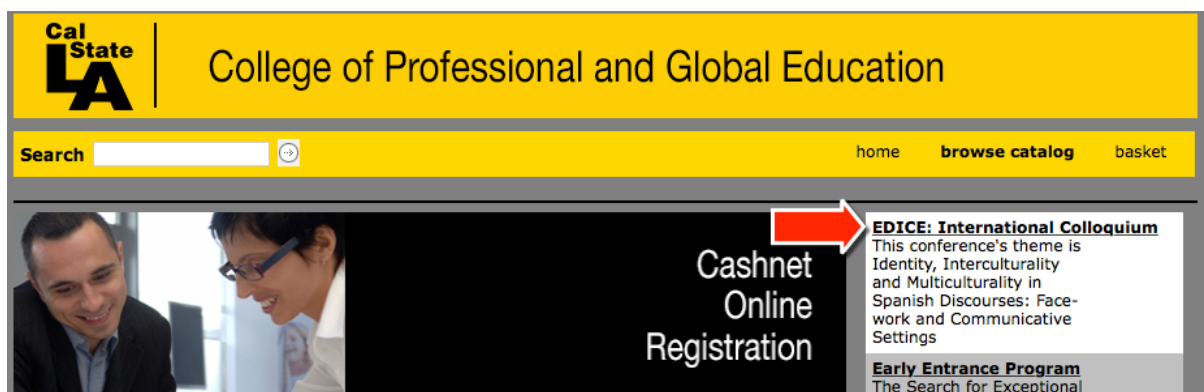 Cal
State
LA
College of Professional and Global Education
Search
home browse catalog basket
Cashnet
Online
Registration
EDICE: International Colloquium
This conference's theme is
Identity, Interculturality
and Multiculturality in
Spanish Discourses: Face-
work and Communicative
Settings
Early Entrance Program
The Search for Exceptional